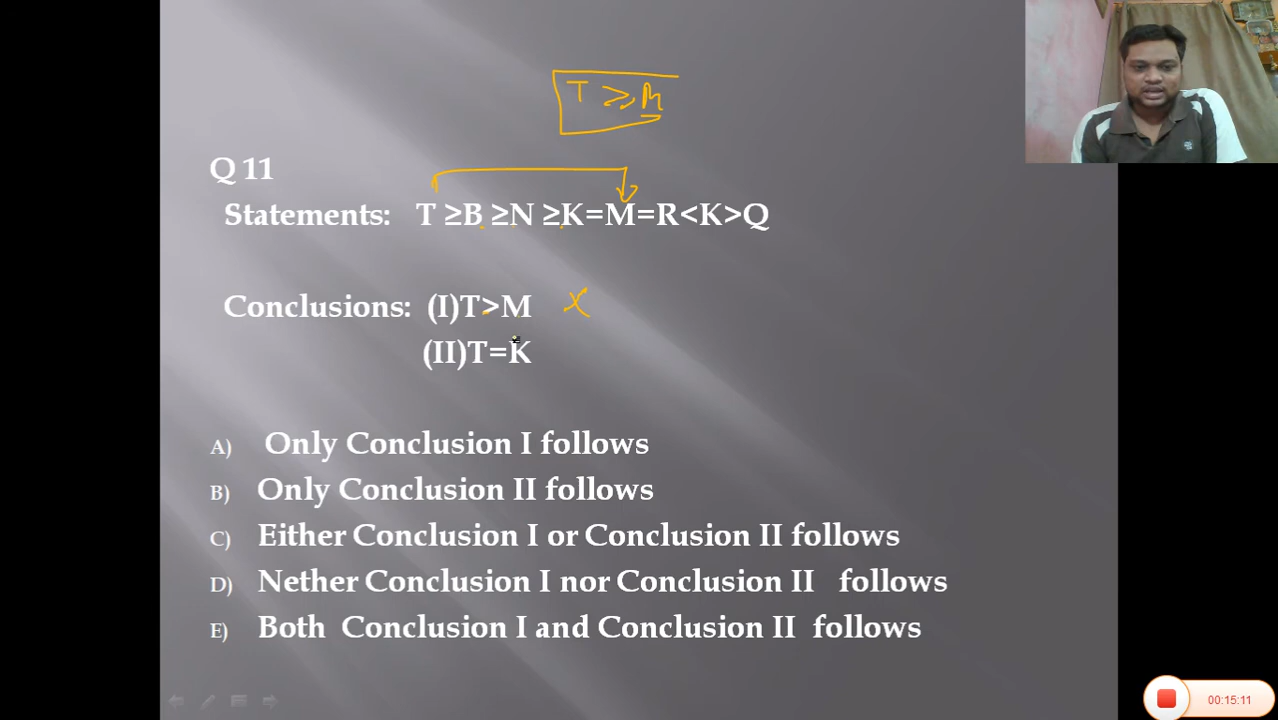 T ≥ M
Q 11
Statements: T ≥B ≥N ≥K=M=R<K>Q
Conclusions: (I)T>M X
(II)T=K
A) Only Conclusion I follows
B) Only Conclusion II follows
C) Either Conclusion I or Conclusion II follows
D) Nether Conclusion I nor Conclusion II follows
E) Both Conclusion I and Conclusion II follows
00:15:11